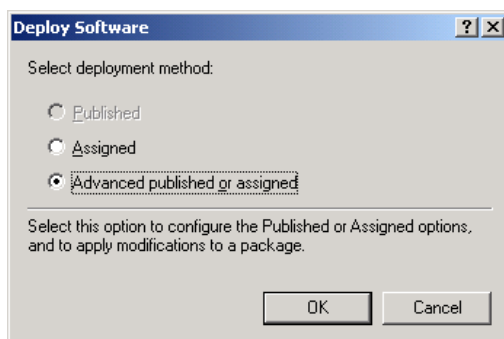 Deploy Software
Select deployment method:
Published
Assigned
Advanced published or assigned
Select this option to configure the Published or Assigned options,
and to apply modifications to a package.
OK Cancel